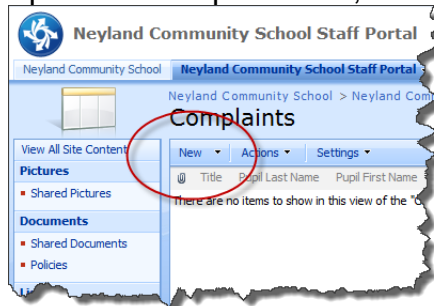 Neyland Community School Staff Portal
Neyland Community School Neyland Community School Staff Portal
Neyland Community School > Neyland Com
Complaints
View All Site Content
New Actions Settings
Pictures
Title Pupil Last Name Pupil First Name
Shared Pictures
There are no items to show in this view of the "C
Documents
Shared Documents
Policies